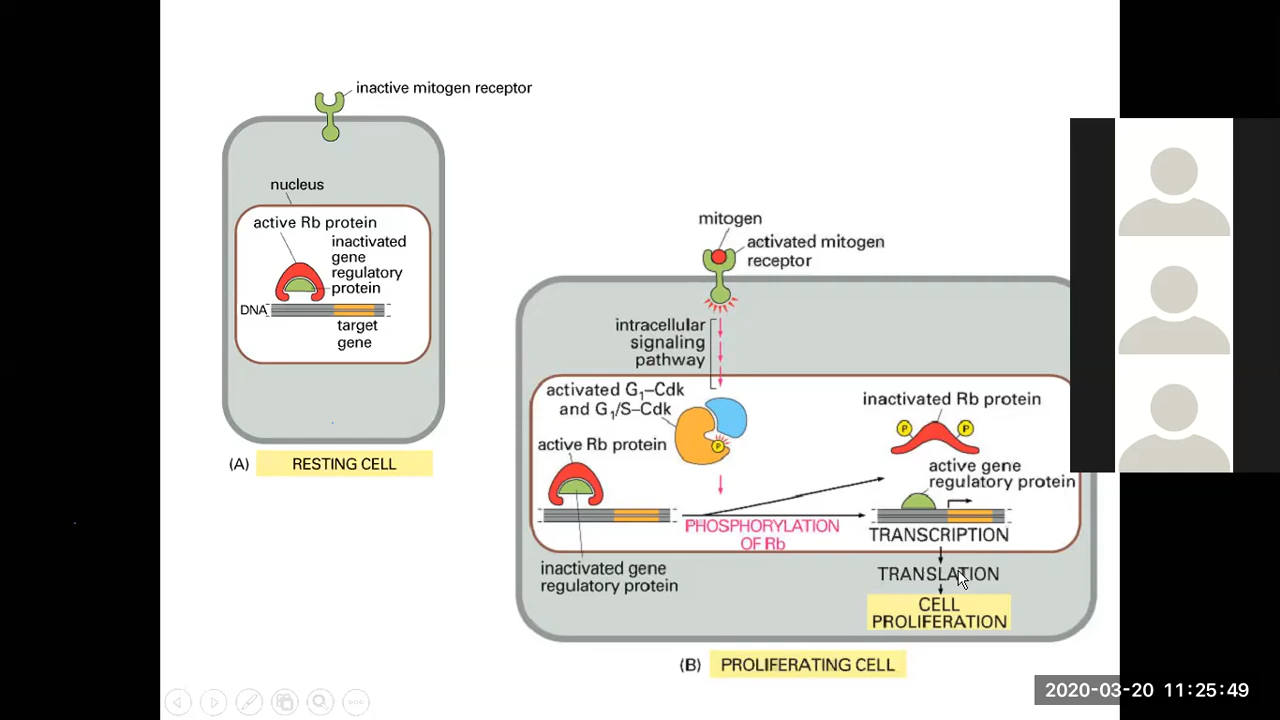 inactive mitogen receptor
nucleus
active Rb protein
inactivated
gene
regulatory
protein
DNA
target
gene
(A) RESTING CELL
mitogen
activated mitogen
receptor
intracellular
signaling
pathway
activated G1–Cdk
and G1/S–Cdk
P
active Rb protein
inactivated Rb protein
P P
active gene
regulatory protein
PHOSPHORYLATION
OF Rb
TRANSCRIPTION
inactivated gene
regulatory protein
TRANSLATION
CELL
PROLIFERATION
(B) PROLIFERATING CELL
2020-03-20 11:25:49